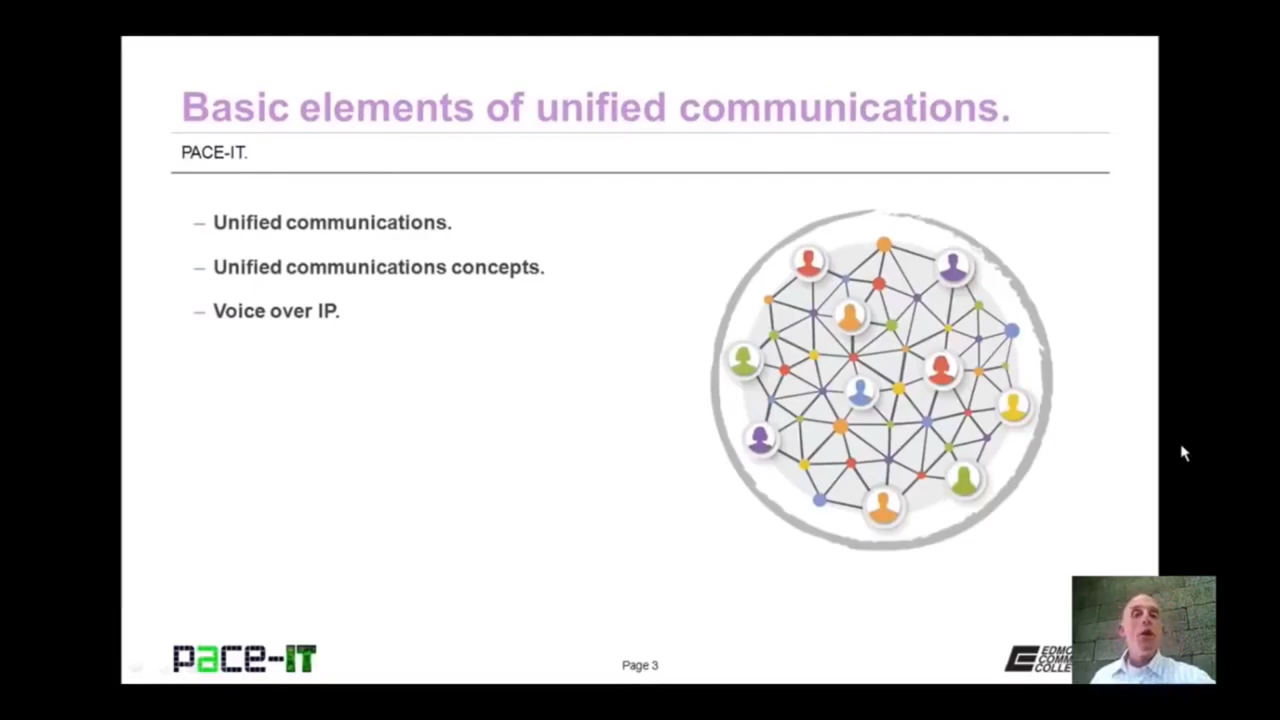 Basic elements of unified communications.
PACE-IT.
– Unified communications.
– Unified communications concepts.
– Voice over IP.
pace-IT
Page 3